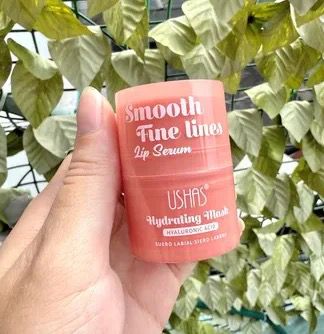 Smooth
Fine lines
Lip Serum
USHAS®
Hydrating Mask
HYALURONIC ACID
SUERO LABIAL·SIERO LABBRA